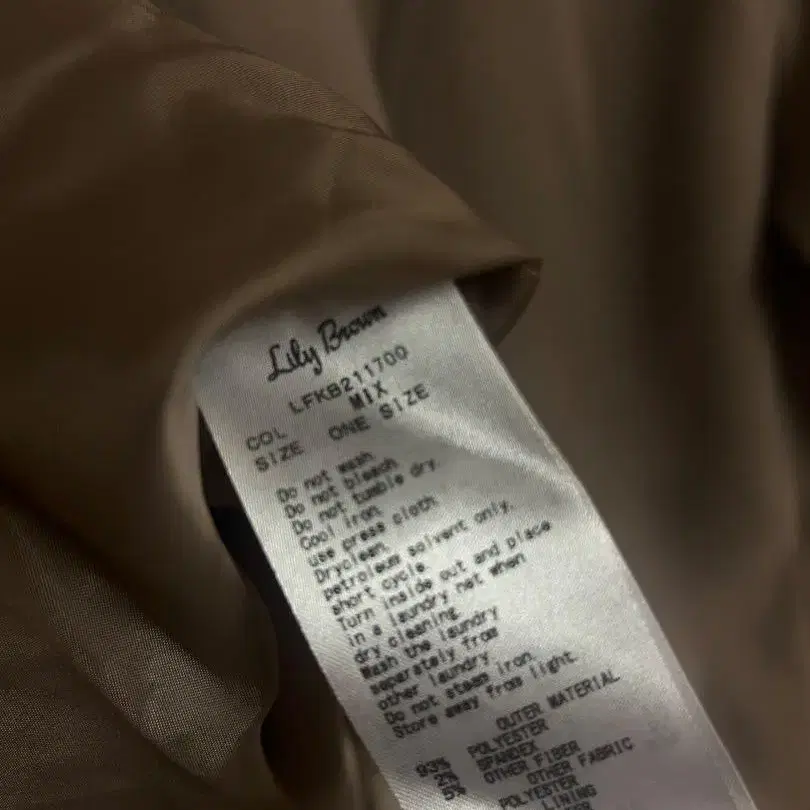 Lily Brown
LFKB211700
COL MIX
SIZE ONE SIZE
Do not wash.
Do not bleach.
Do not tumble dry.
Cool iron.
use press cloth.
Dryclean.
petroleum solvent only.
short cycle.
Turn inside out and place
in a laundry net when
dry cleaning.
Wash the laundry
separately from
other laundry.
Do not steam iron.
Store away from light.
OUTER MATERIAL
93% POLYESTER
2% SPANDEX
5% OTHER FIBER
OTHER FABRIC
POLYESTER
LINING